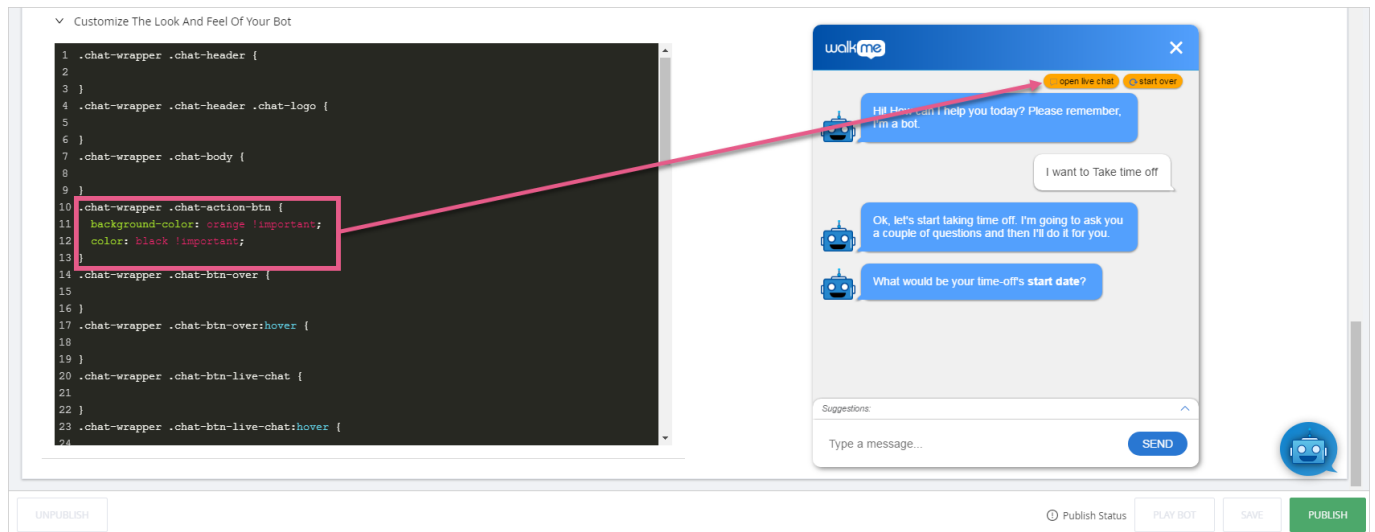 Customize The Look And Feel Of Your Bot
1 .chat-wrapper .chat-header {
2
3 }
4 .chat-wrapper .chat-header .chat-logo {
5
6 }
7 .chat-wrapper .chat-body {
8
9 }
10 .chat-wrapper .chat-action-btn {
11 background-color: orange !important;
12 color: black !important;
13 }
14 .chat-wrapper .chat-btn-over {
15
16 }
17 .chat-wrapper .chat-btn-over:hover {
18
19 }
20 .chat-wrapper .chat-btn-live-chat {
21
22 }
23 .chat-wrapper .chat-btn-live-chat:hover {
24
walkme
open live chat
start over
Hi! How can I help you today? Please remember,
I'm a bot.
I want to Take time off
Ok, let's start taking time off. I'm going to ask you
a couple of questions and then I'll do it for you.
What would be your time-off's start date?
Suggestions:
Type a message...
SEND
UNPUBLISH
Publish Status
PLAY BOT
SAVE
PUBLISH